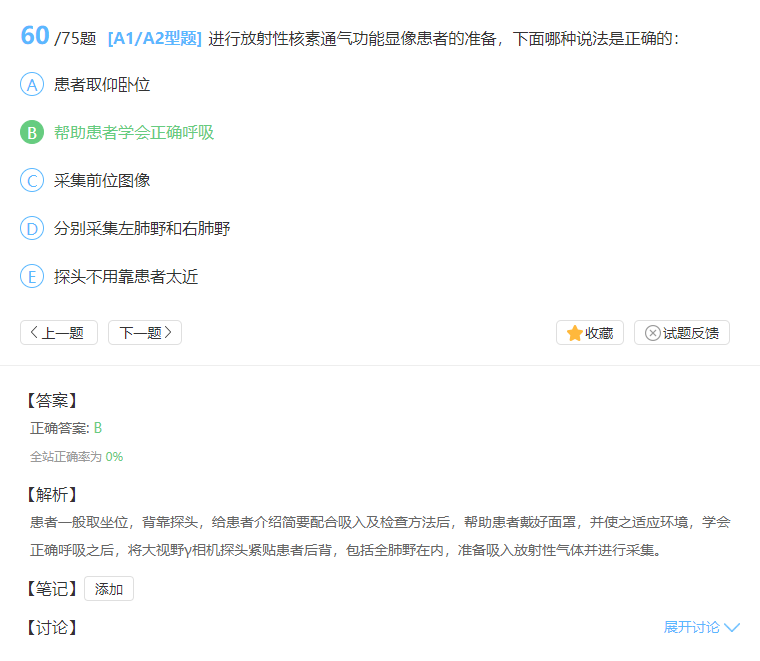 60 /75题 [A1/A2型题] 进行放射性核素通气功能显像患者的准备，下面哪种说法是正确的：
A 患者取仰卧位
B 帮助患者学会正确呼吸
C 采集前位图像
D 分别采集左肺野和右肺野
E 探头不用靠患者太近
上一题 下一题 收藏 试题反馈
【答案】
正确答案: B
全站正确率为 0%
【解析】
患者一般取坐位，背靠探头，给患者介绍简要配合吸入及检查方法后，帮助患者戴好面罩，并使之适应环境，学会
正确呼吸之后，将大视野γ相机探头紧贴患者后背，包括全肺野在内，准备吸入放射性气体并进行采集。
【笔记】 添加
【讨论】 展开讨论